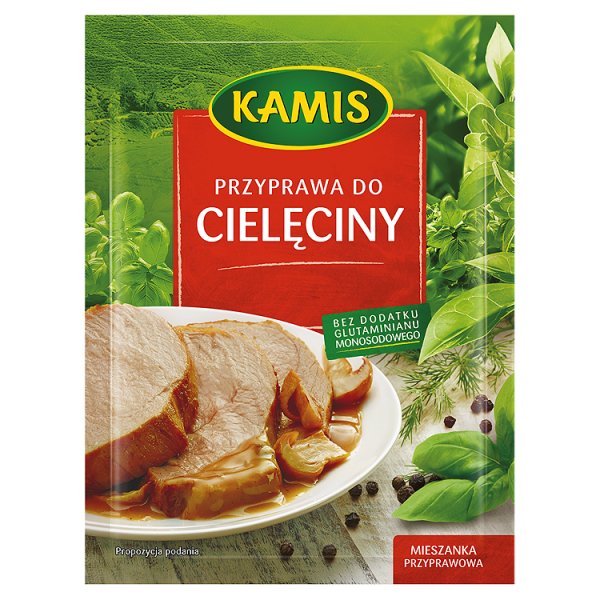 KAMIS
PRZYPRAWA DO
CIELĘCINY
BEZ DODATKU
GLUTAMINIANU
MONOSODOWEGO
Propozycja podania
MIESZANKA
PRZYPRAWOWA